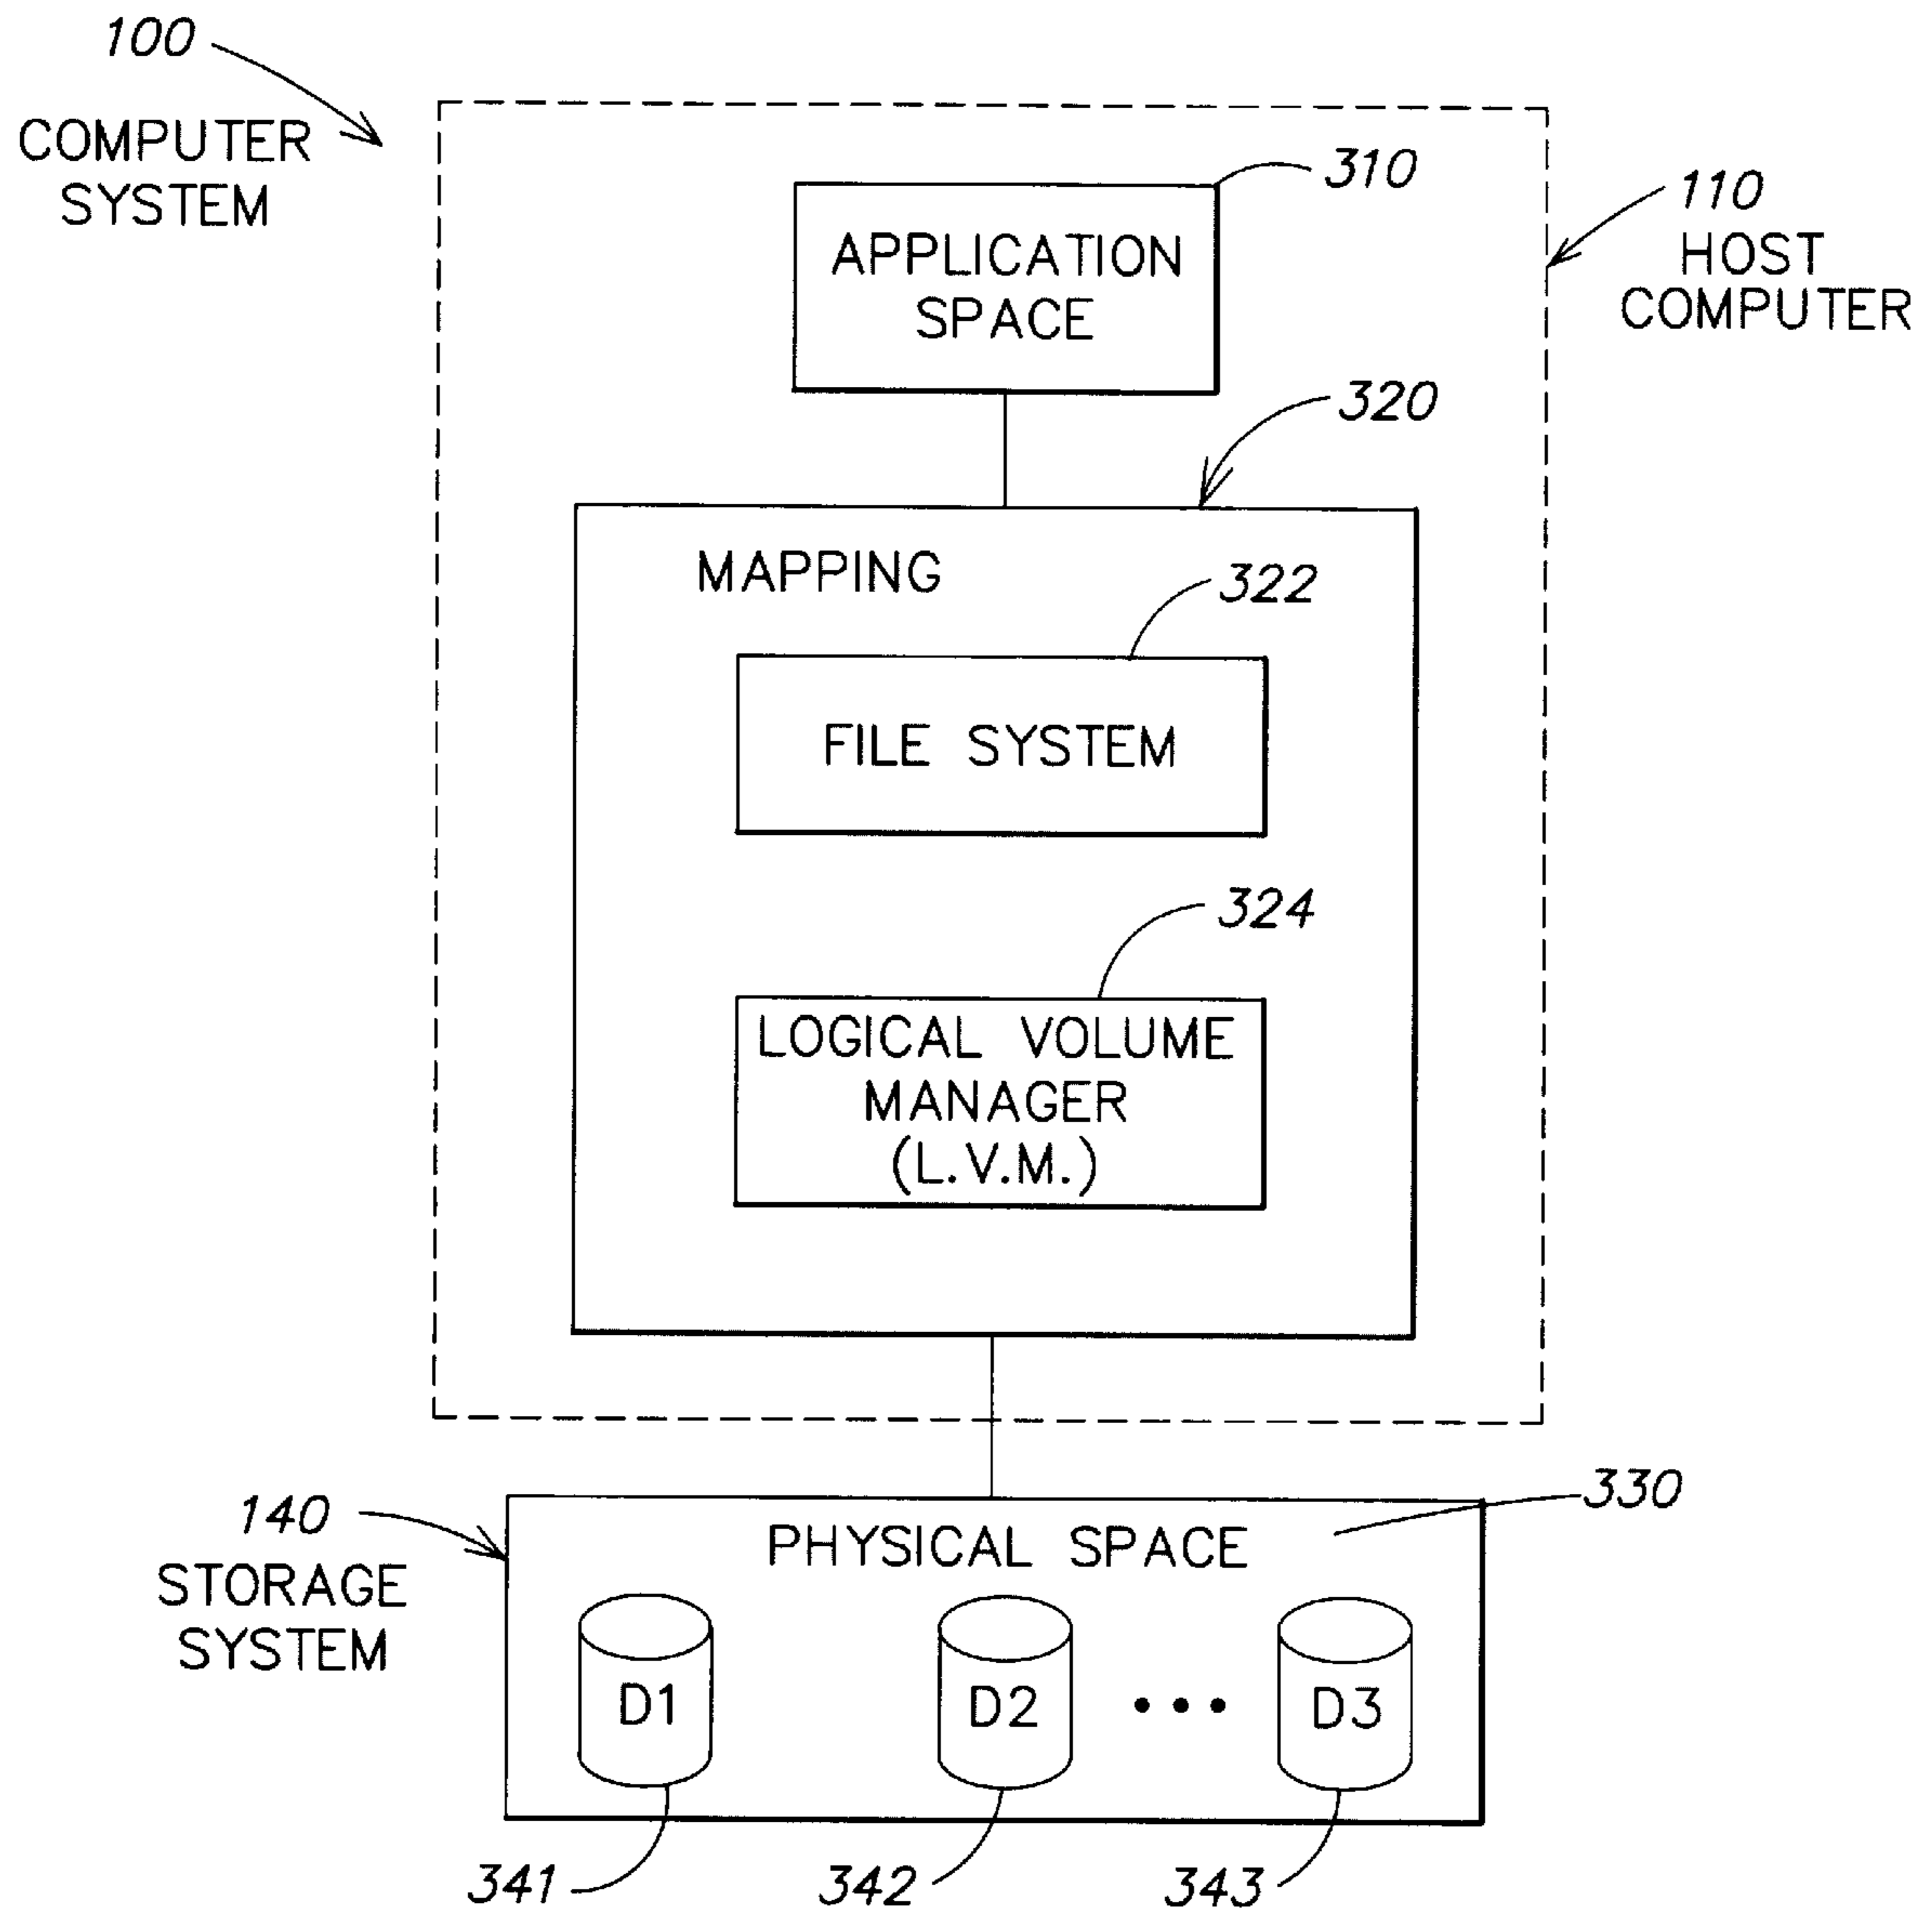 100
COMPUTER
SYSTEM
310
110
HOST
COMPUTER
APPLICATION
SPACE
320
MAPPING
322
FILE SYSTEM
324
LOGICAL VOLUME
MANAGER
(L.V.M.)
330
140
STORAGE
SYSTEM
PHYSICAL SPACE
D1
D2
D3
341
342
343